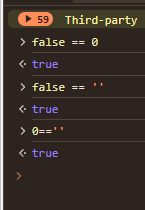 59 Third-party
> false == 0
<· true
> false == ''
<· true
> 0==''
<· true
>